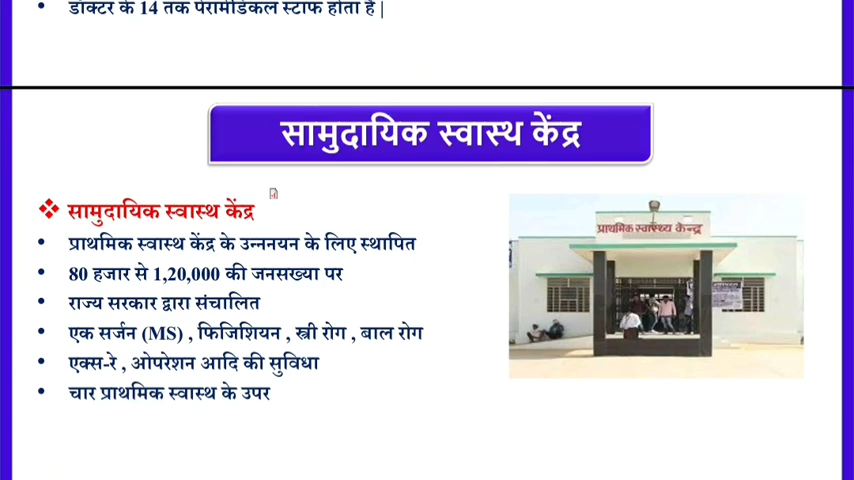 डॉक्टर के 14 तक पेरामेडिकल स्टाफ होता है |
सामुदायिक स्वास्थ केंद्र
सामुदायिक स्वास्थ केंद्र
प्राथमिक स्वास्थ केंद्र के उन्ननयन के लिए स्थापित
80 हजार से 1,20,000 की जनसख्या पर
राज्य सरकार द्वारा संचालित
एक सर्जन (MS) , फिजिशियन , स्त्री रोग , बाल रोग
एक्स-रे , ओपरेशन आदि की सुविधा
चार प्राथमिक स्वास्थ के उपर
प्राथमिक स्वास्थ्य केन्द्र